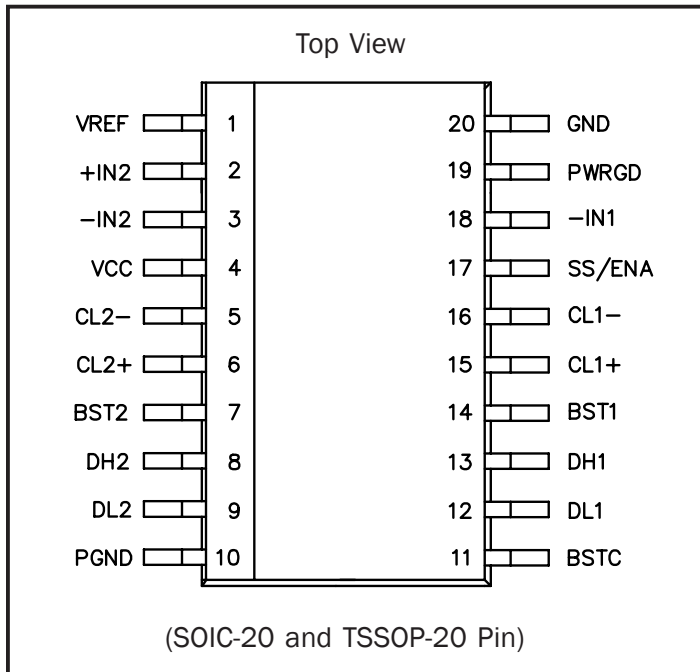 Top View
VREF 1 20 GND
+IN2 2 19 PWRGD
−IN2 3 18 −IN1
VCC 4 17 SS/ENA
CL2− 5 16 CL1−
CL2+ 6 15 CL1+
BST2 7 14 BST1
DH2 8 13 DH1
DL2 9 12 DL1
PGND 10 11 BSTC
(SOIC-20 and TSSOP-20 Pin)